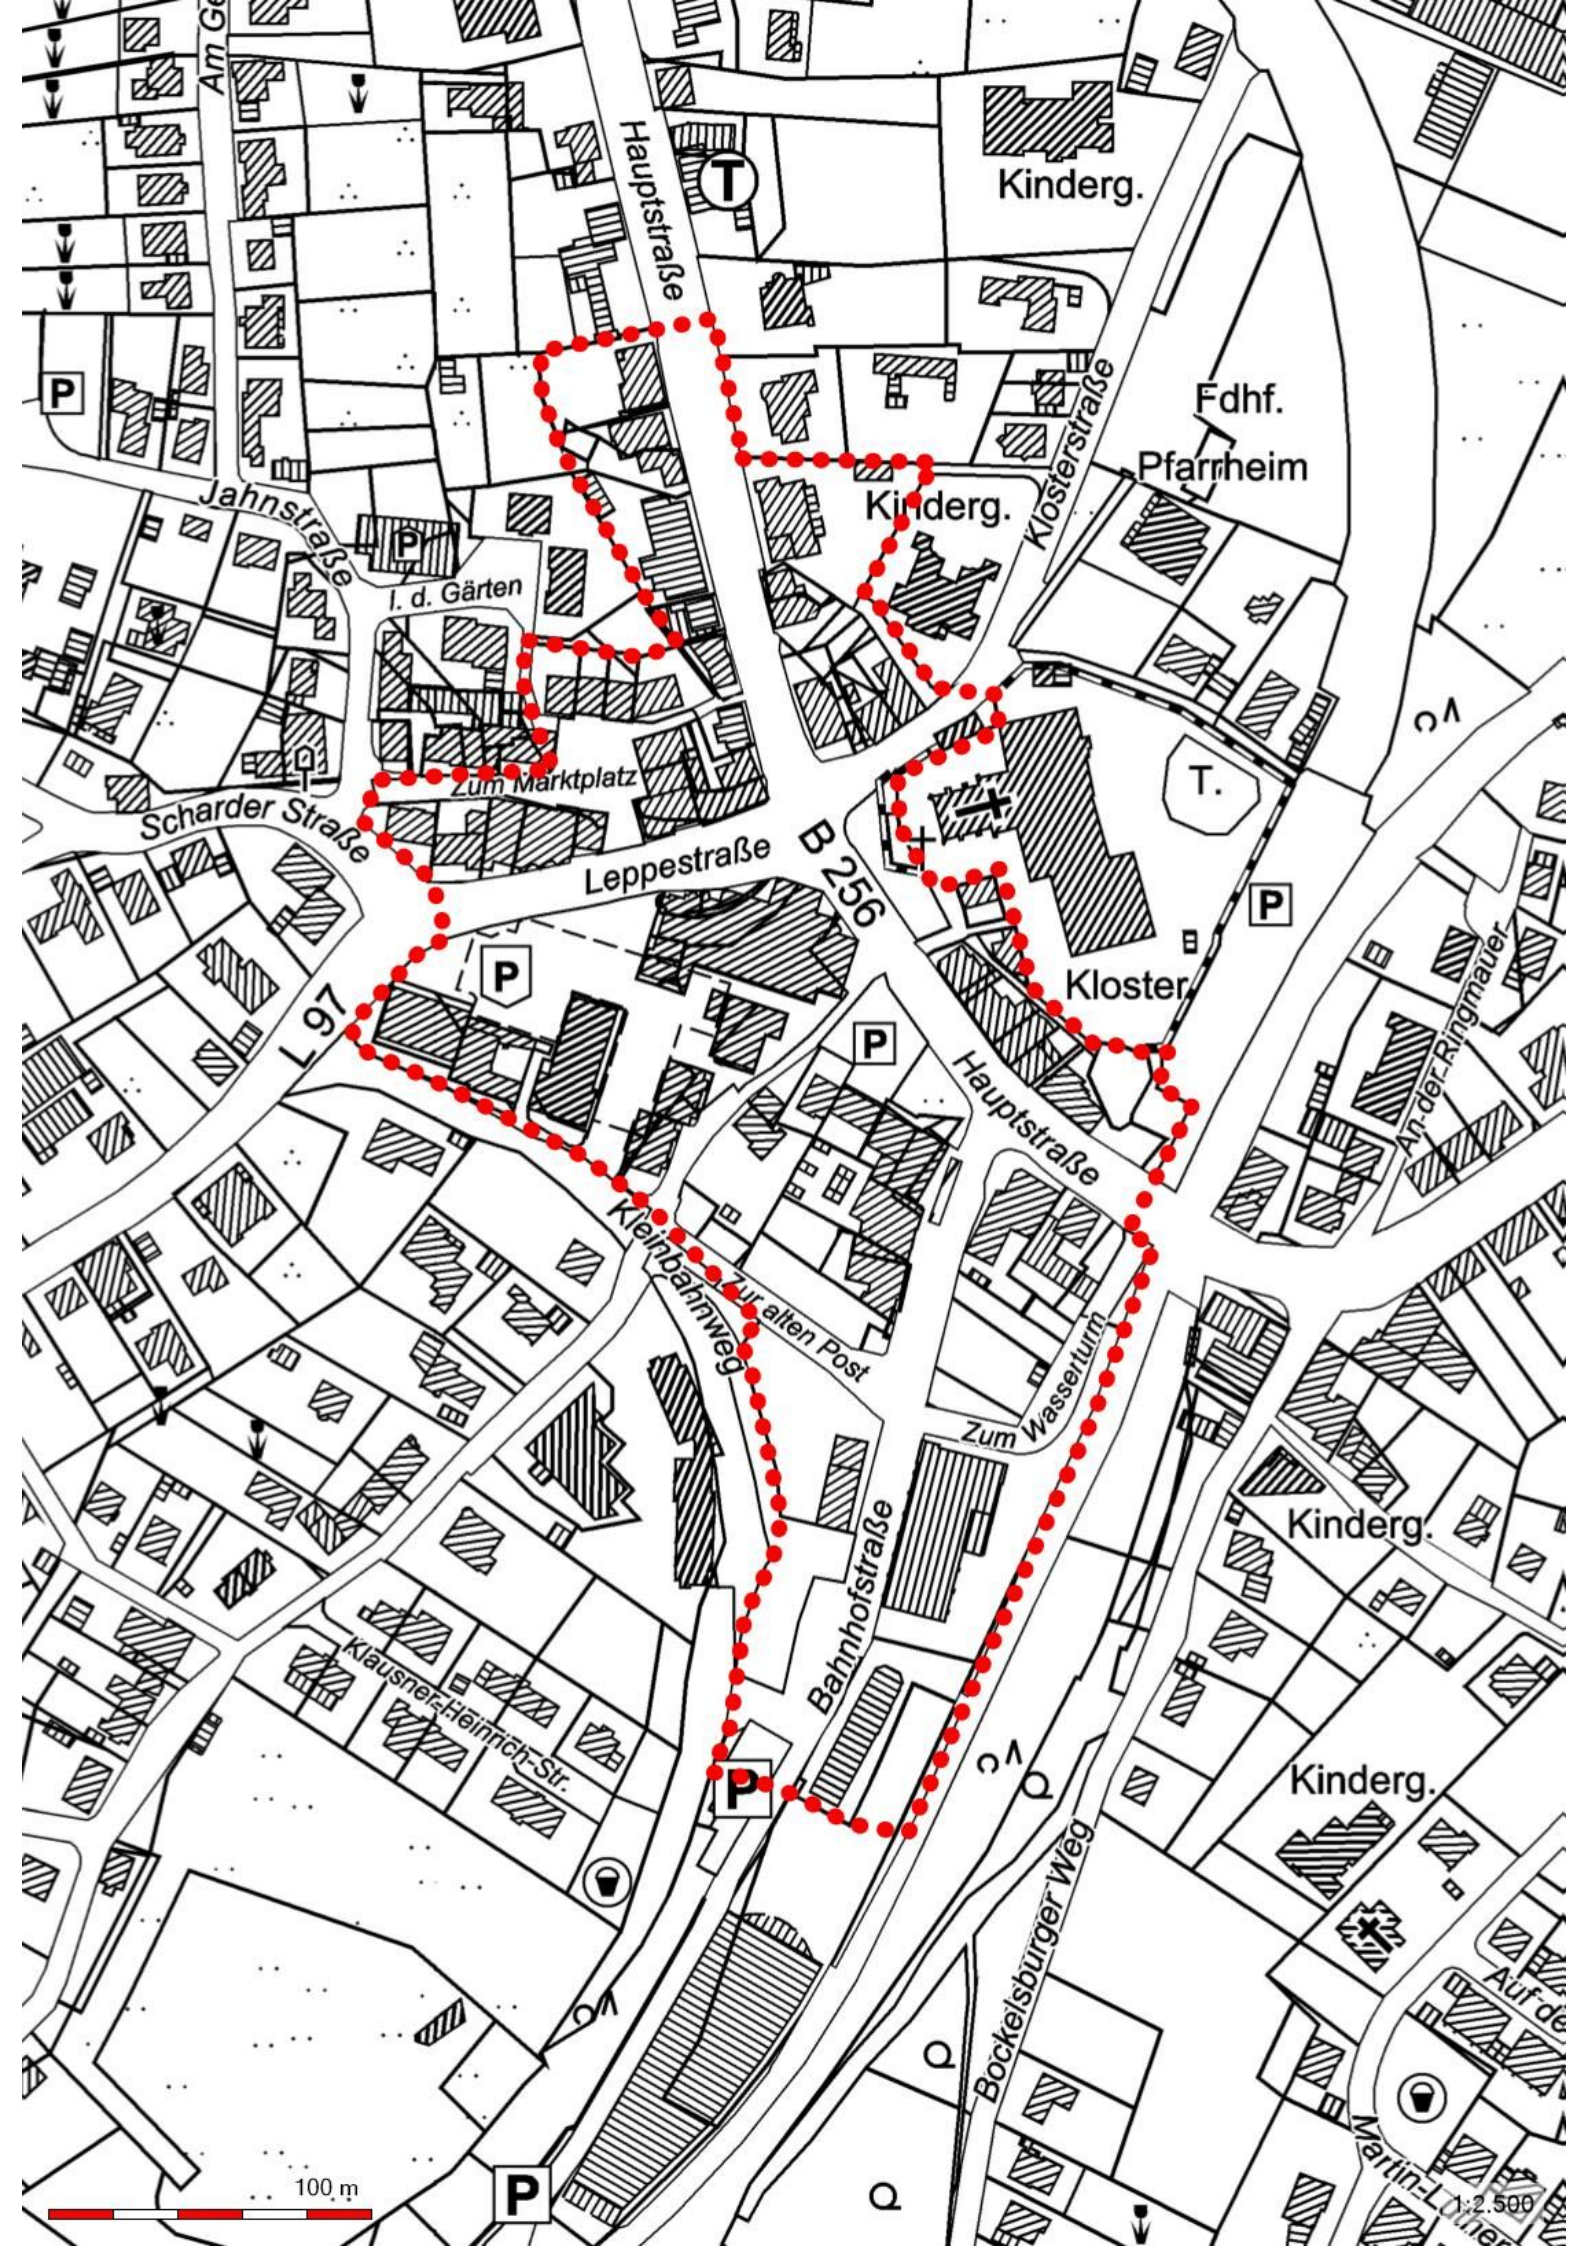 Am Ge
Hauptstraße
T
Kinderg.
P
Klosterstraße
Fdhf.
Pfarrheim
Kinderg.
Jahnstraße
P
I. d. Gärten
Zum Marktplatz
T.
Scharder Straße
Leppestraße
B 256
P
P
Kloster
P
L 97
An-der-Ringmauer
Hauptstraße
Kleinbahnweg
Zur alten Post
Zum Wasserturm
Kinderg.
Bahnhofstraße
Klausner-Heinrich-Str.
P
Kinderg.
Bockelsburger Weg
Auf de
P
100 m
Martin-Luther
1:2.500